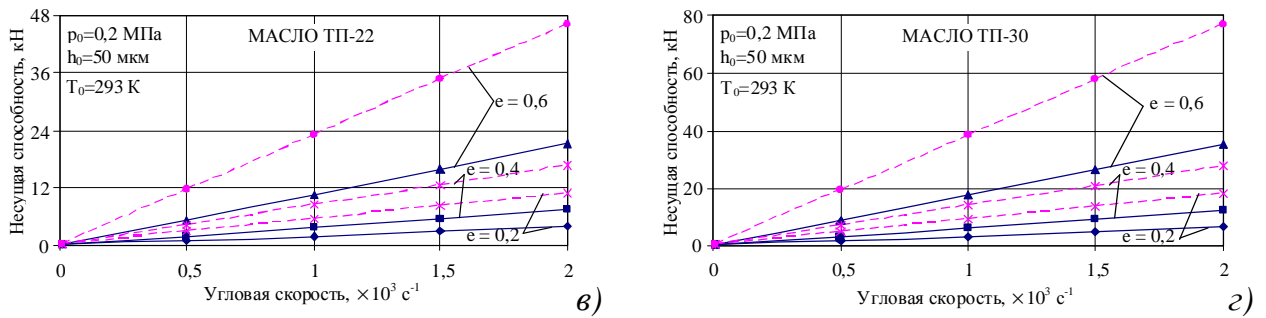 Несущая способность, кН
48
36
24
12
0
p₀=0,2 МПа
h₀=50 мкм
T₀=293 К
МАСЛО ТП-22
e = 0,6
e = 0,4
e = 0,2
0
0,5
1
1,5
2
Угловая скорость, ×10³ с⁻¹
в)
Несущая способность, кН
80
60
40
20
0
p₀=0,2 МПа
h₀=50 мкм
T₀=293 К
МАСЛО ТП-30
e = 0,6
e = 0,4
e = 0,2
0
0,5
1
1,5
2
Угловая скорость, ×10³ с⁻¹
г)